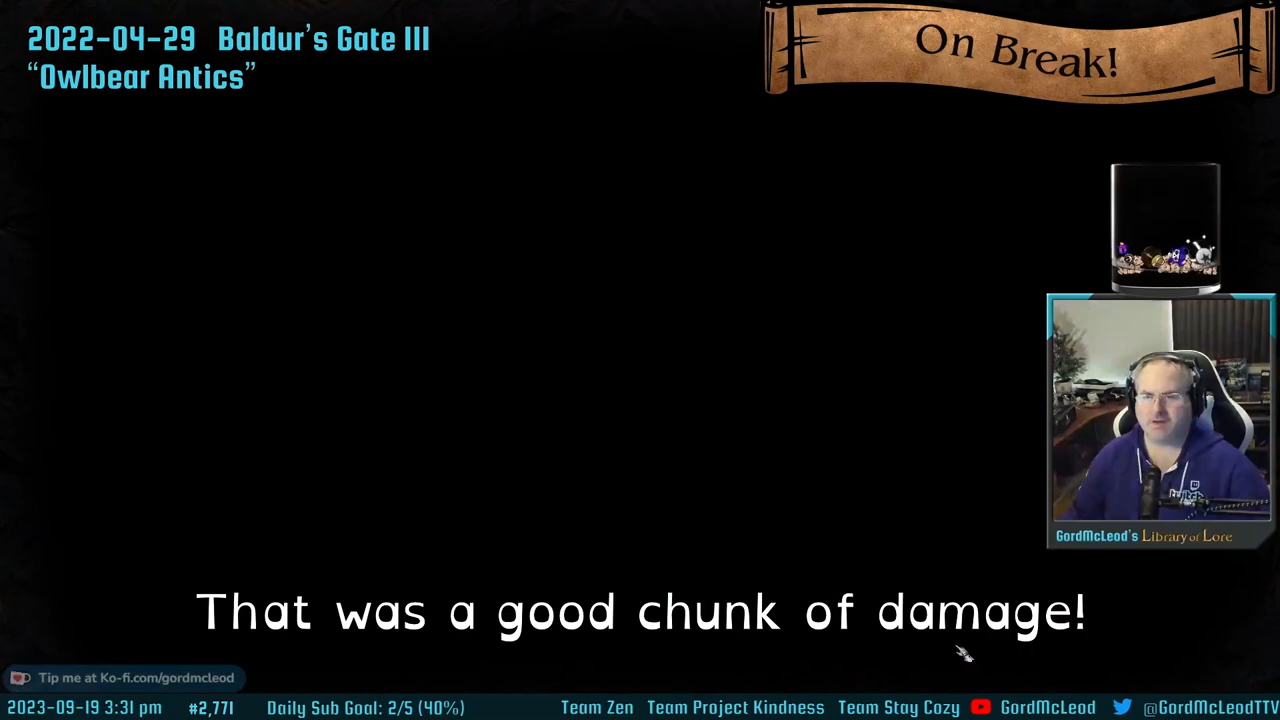 2022-04-29 Baldur's Gate III
“Owlbear Antics”
On Break!
twitch
GordMcLeod's Library of Lore
That was a good chunk of damage!
Tip me at Ko-fi.com/gordmcleod
2023-09-19 3:31 pm #2,771 Daily Sub Goal: 2/5 (40%) Team Zen Team Project Kindness Team Stay Cozy GordMcLeod @GordMcLeodTTV